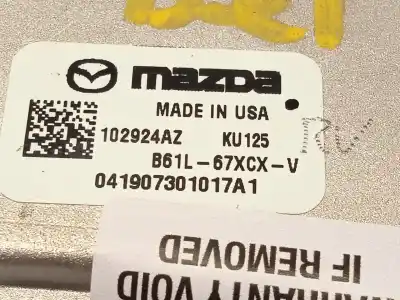 mazda
MADE IN USA
102924AZ KU125
B61L-67XCX-V
041907301017A1
WARRANTY VOID
IF REMOVED